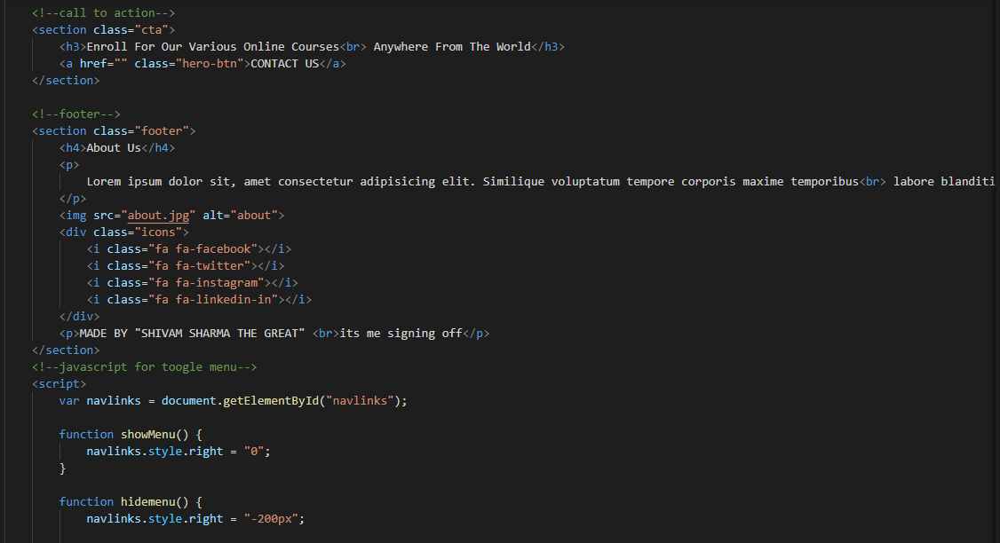 <!--call to action-->
<section class="cta">
<h3>Enroll For Our Various Online Courses<br> Anywhere From The World</h3>
<a href="" class="hero-btn">CONTACT US</a>
</section>
<!--footer-->
<section class="footer">
<h4>About Us</h4>
<p>
Lorem ipsum dolor sit, amet consectetur adipisicing elit. Similique voluptatum tempore corporis maxime temporibus<br> labore blanditi
</p>
<img src="about.jpg" alt="about">
<div class="icons">
<i class="fa fa-facebook"></i>
<i class="fa fa-twitter"></i>
<i class="fa fa-instagram"></i>
<i class="fa fa-linkedin-in"></i>
</div>
<p>MADE BY "SHIVAM SHARMA THE GREAT" <br>its me signing off</p>
</section>
<!--javascript for toogle menu-->
<script>
var navlinks = document.getElementById("navlinks");
function showMenu() {
navlinks.style.right = "0";
}
function hidemenu() {
navlinks.style.right = "-200px";